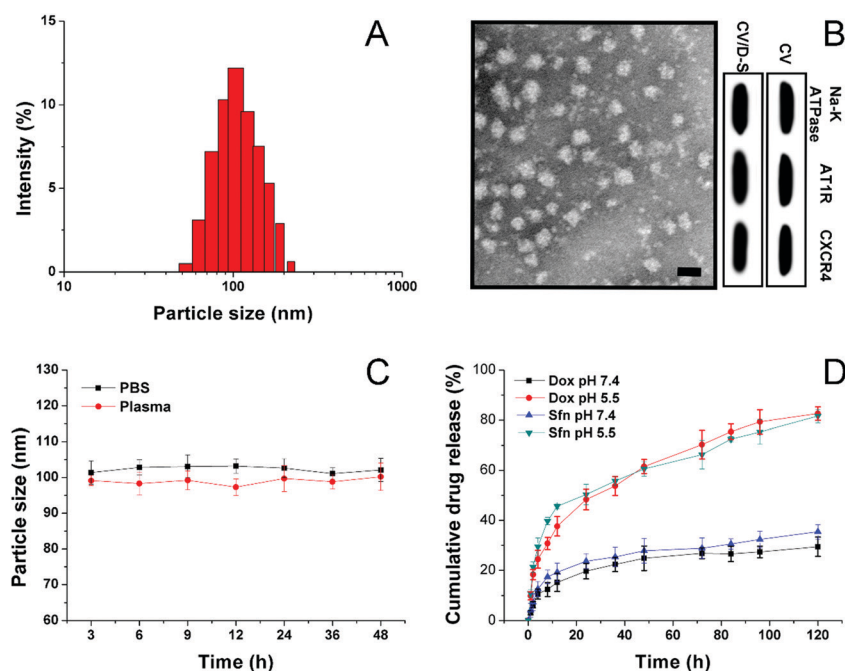 A
Intensity (%)
15
10
5
0
10
100
1000
Particle size (nm)
B
CV/D-S
CV
Na-K
ATPase
AT1R
CXCR4
C
Particle size (nm)
130
120
110
100
90
80
70
60
PBS
Plasma
3 6 9 12 24 36 48
Time (h)
D
Cumulative drug release (%)
100
80
60
40
20
0
Dox pH 7.4
Dox pH 5.5
Sfn pH 7.4
Sfn pH 5.5
0 20 40 60 80 100 120
Time (h)